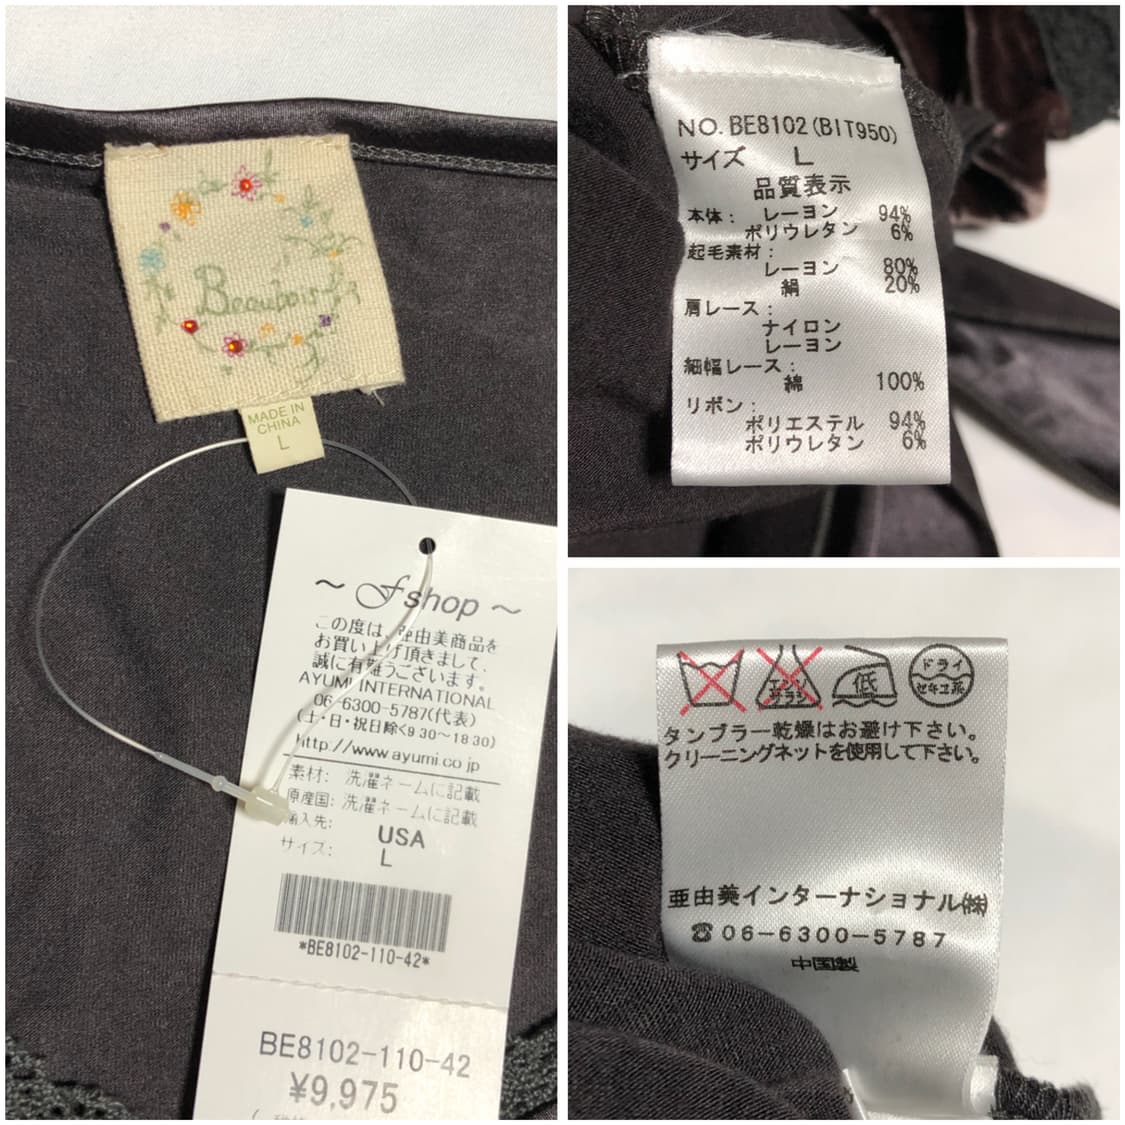 Beaubois
MADE IN
CHINA
L
～ F shop ～
この度は、亜由美商品を
お買い上げ頂きまして、
誠に有難うございます。
AYUMI INTERNATIONAL
06-6300-5787(代表)
(土・日・祝日除く9:30〜18:30)
http://www.ayumi.co.jp
素材: 洗濯ネームに記載
原産国: 洗濯ネームに記載
輸入先: USA
サイズ: L
*BE8102-110-42*
BE8102-110-42
¥9,975
NO. BE8102(BIT950)
サイズ L
品質表示
本体: レーヨン 94%
ポリウレタン 6%
起毛素材:
レーヨン 80%
絹 20%
肩レース:
ナイロン
レーヨン
細幅レース:
綿 100%
リボン:
ポリエステル 94%
ポリウレタン 6%
エンソ
サラシ
低
ドライ
セキユ系
タンブラー乾燥はお避け下さい。
クリーニングネットを使用して下さい。
亜由美インターナショナル㈱
☎06-6300-5787
中国製